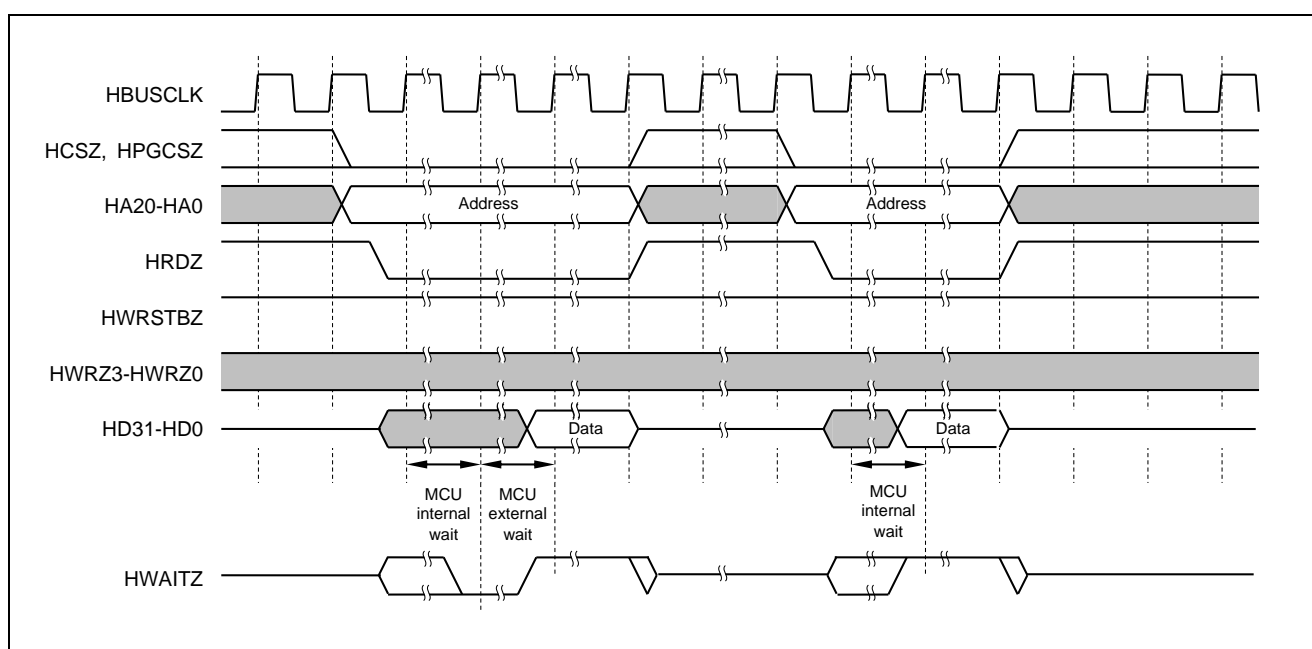 HBUSCLK
HCSZ, HPGCSZ
HA20-HA0
Address
Address
HRDZ
HWRSTBZ
HWRZ3-HWRZ0
HD31-HD0
Data
Data
MCU
internal
wait
MCU
external
wait
MCU
internal
wait
HWAITZ